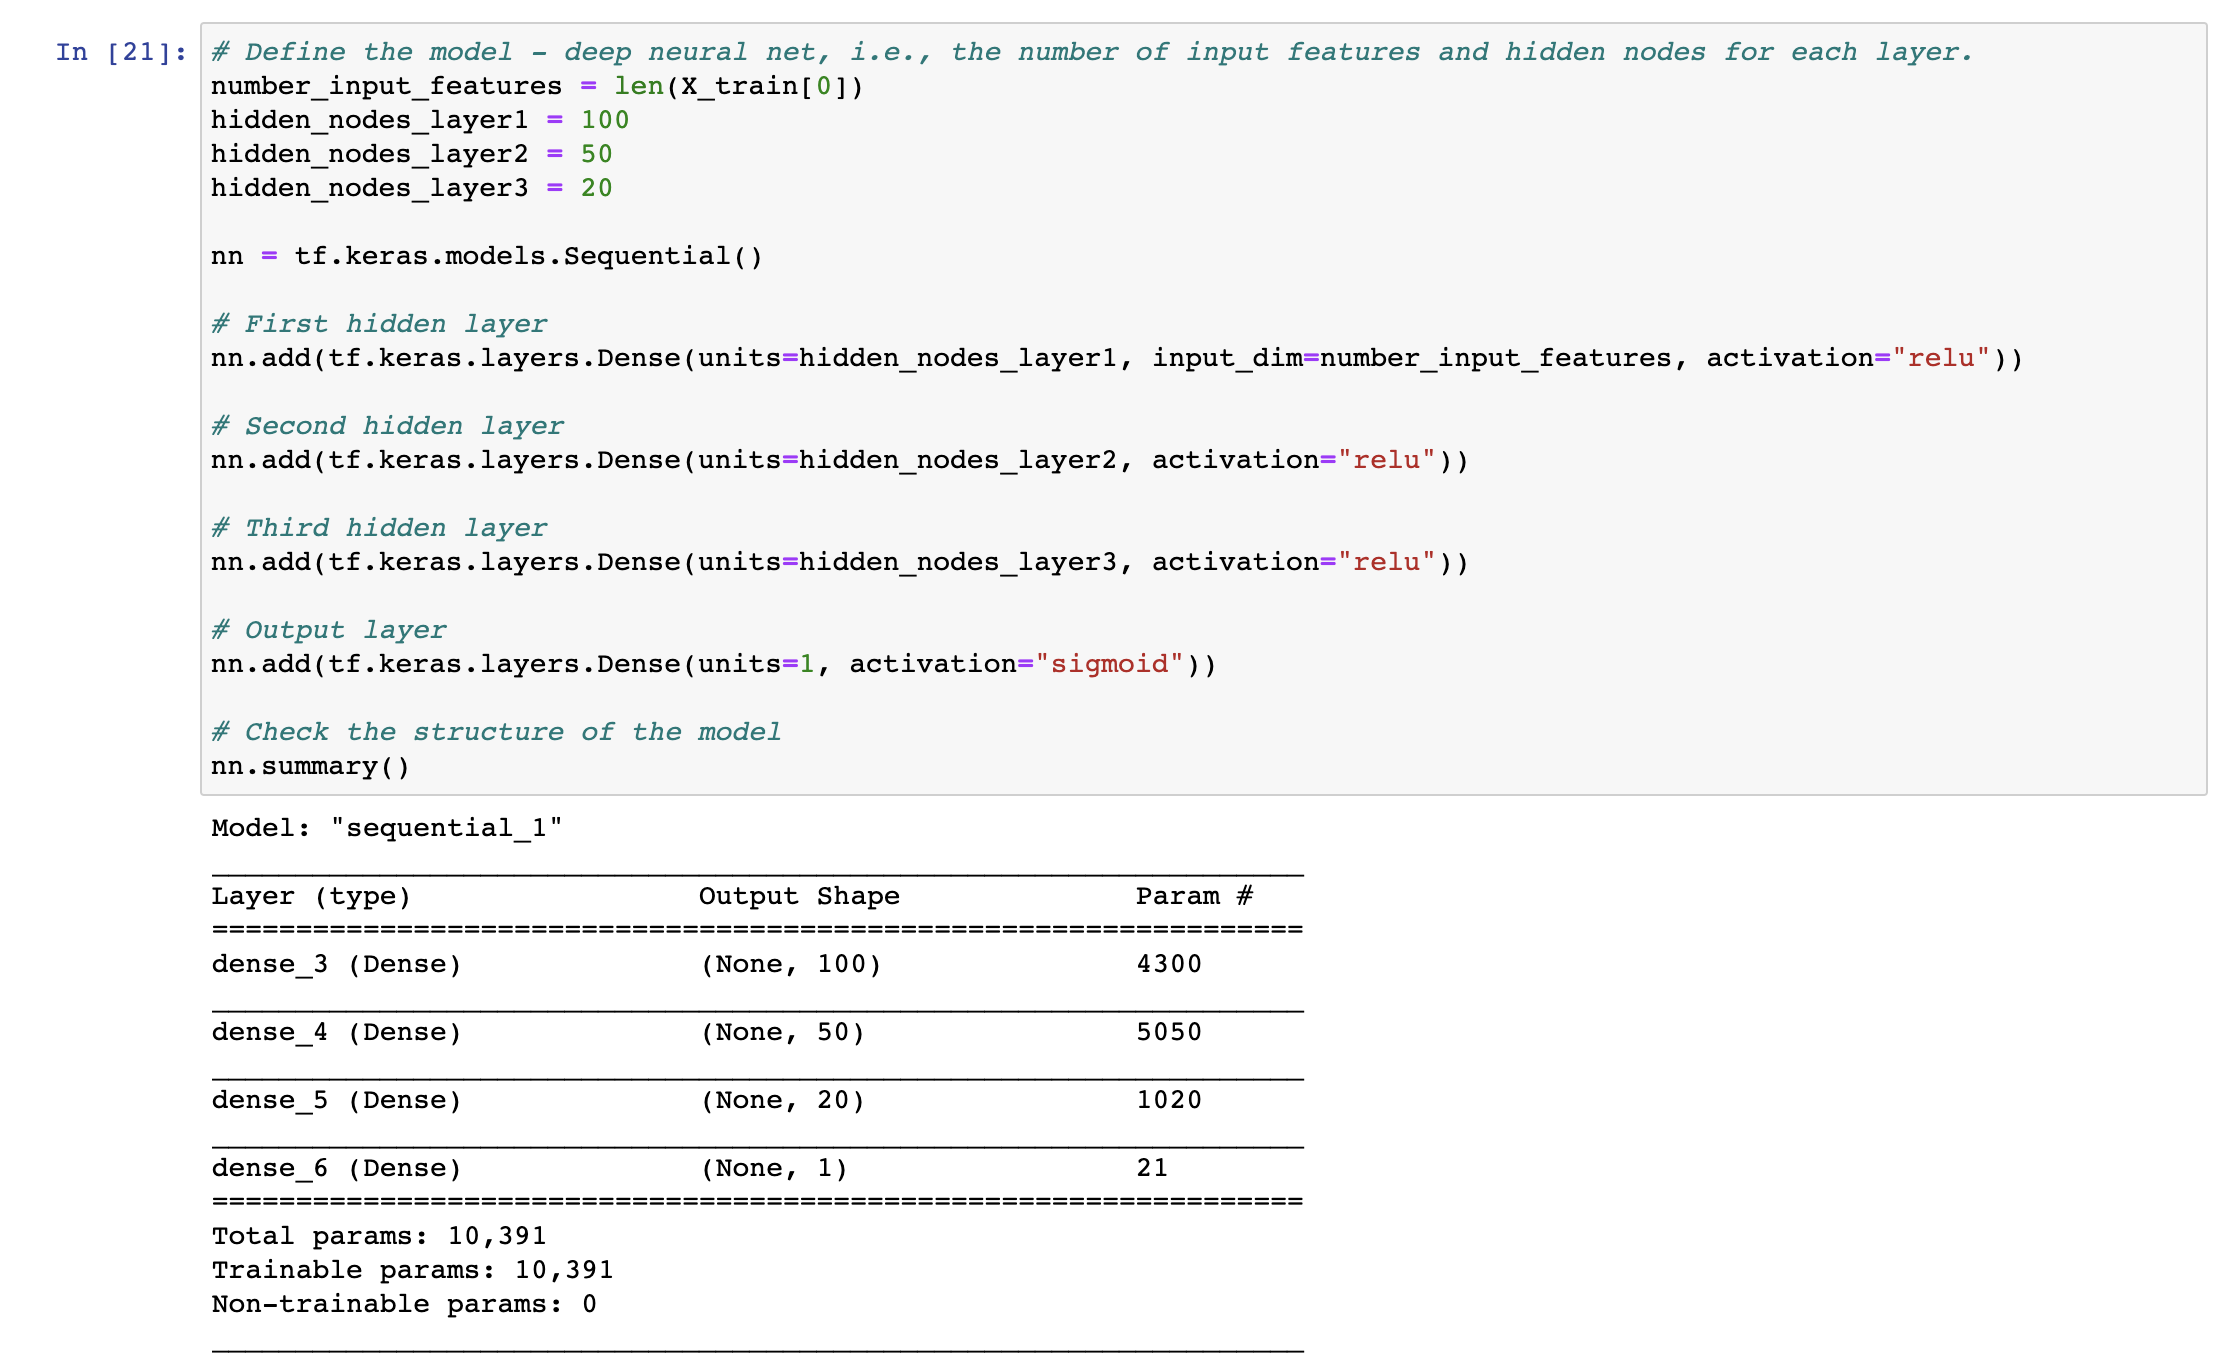 In [21]: # Define the model - deep neural net, i.e., the number of input features and hidden nodes for each layer.
number_input_features = len(X_train[0])
hidden_nodes_layer1 = 100
hidden_nodes_layer2 = 50
hidden_nodes_layer3 = 20
nn = tf.keras.models.Sequential()
# First hidden layer
nn.add(tf.keras.layers.Dense(units=hidden_nodes_layer1, input_dim=number_input_features, activation="relu"))
# Second hidden layer
nn.add(tf.keras.layers.Dense(units=hidden_nodes_layer2, activation="relu"))
# Third hidden layer
nn.add(tf.keras.layers.Dense(units=hidden_nodes_layer3, activation="relu"))
# Output layer
nn.add(tf.keras.layers.Dense(units=1, activation="sigmoid"))
# Check the structure of the model
nn.summary()
Model: "sequential_1"
_________________________________________________________________
Layer (type)                 Output Shape              Param #
=================================================================
dense_3 (Dense)              (None, 100)               4300
_________________________________________________________________
dense_4 (Dense)              (None, 50)                5050
_________________________________________________________________
dense_5 (Dense)              (None, 20)                1020
_________________________________________________________________
dense_6 (Dense)              (None, 1)                 21
=================================================================
Total params: 10,391
Trainable params: 10,391
Non-trainable params: 0
_________________________________________________________________